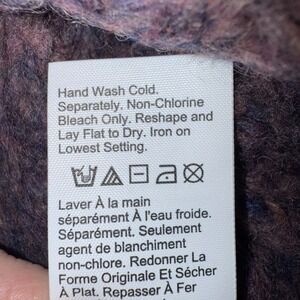 Hand Wash Cold.
Separately. Non-Chlorine
Bleach Only. Reshape and
Lay Flat to Dry. Iron on
Lowest Setting.
Laver À la main
séparément À l'eau froide.
Séparément. Seulement
agent de blanchiment
non-chlore. Redonner La
Forme Originale Et Sécher
À Plat. Repasser À Fer